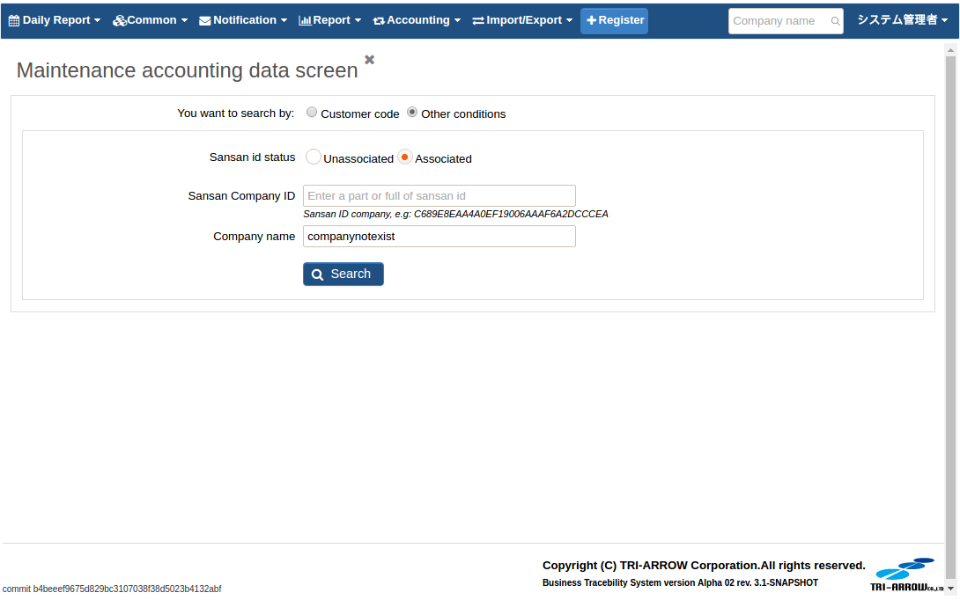 Daily Report Common Notification Report Accounting Import/Export Register Company name システム管理者
Maintenance accounting data screen
You want to search by: Customer code Other conditions
Sansan id status Unassociated Associated
Sansan Company ID Enter a part or full of sansan id
Sansan ID company, e.g: C689E8EAA4A0EF19006AAAF6A2DCCCEA
Company name companynotexist
Search
Copyright (C) TRI-ARROW Corporation.All rights reserved.
Business Tracebility System version Alpha 02 rev. 3.1-SNAPSHOT
TRI-ARROW CO.,LTD
commit b4beeef9675d829bc3107038f38d5023b4132abf